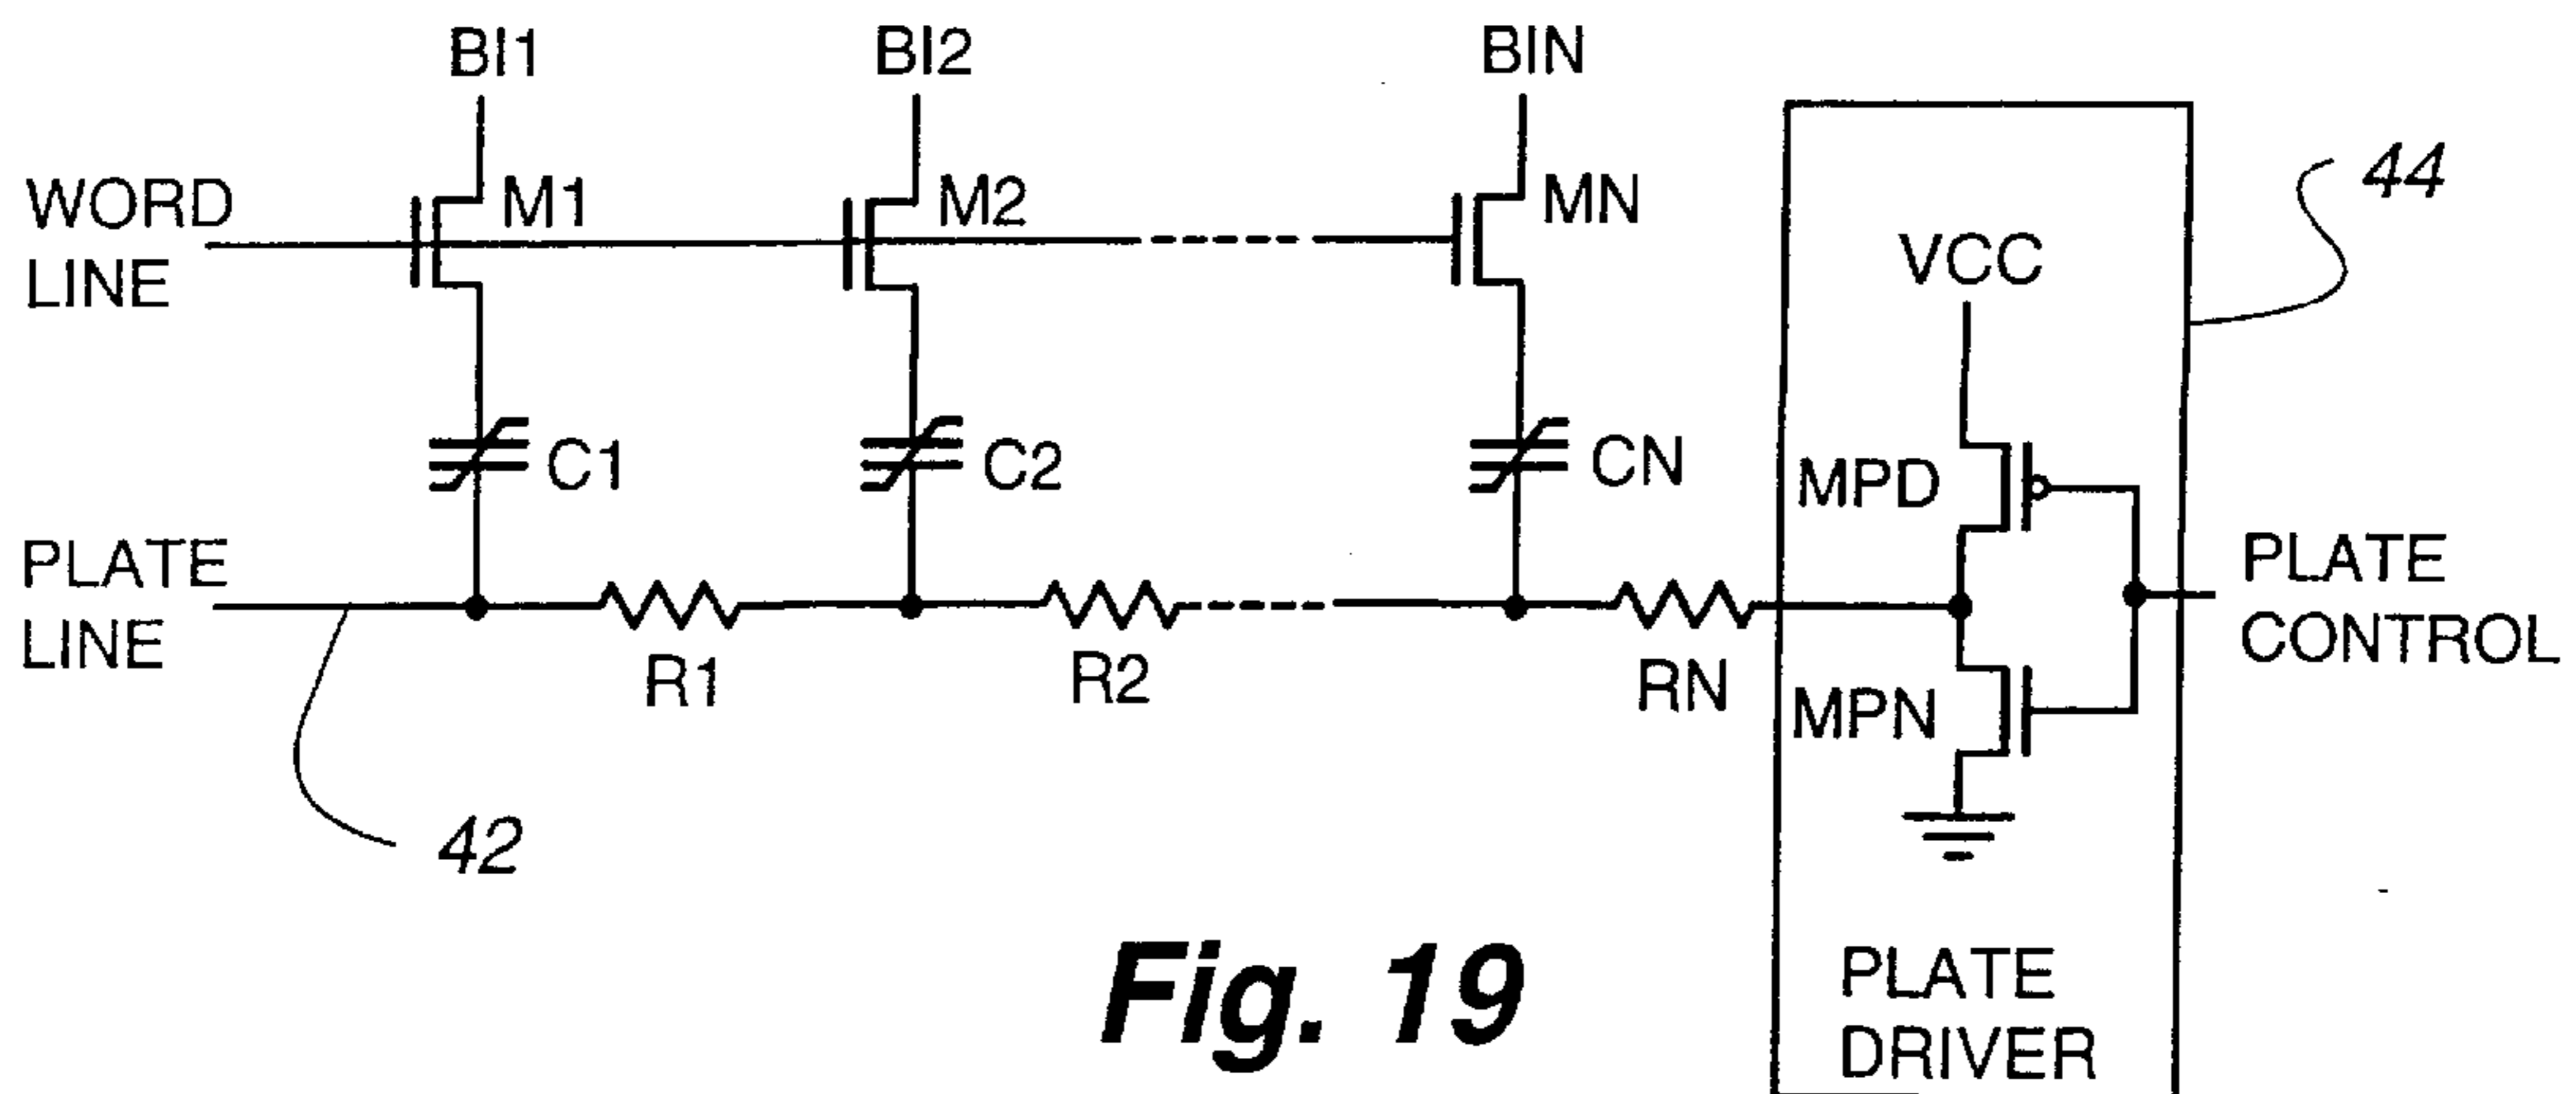 BI1
BI2
BIN
WORD
LINE
M1
M2
MN
44
VCC
C1
C2
CN
MPD
PLATE
LINE
PLATE
CONTROL
R1
R2
RN
MPN
42
Fig. 19
PLATE
DRIVER